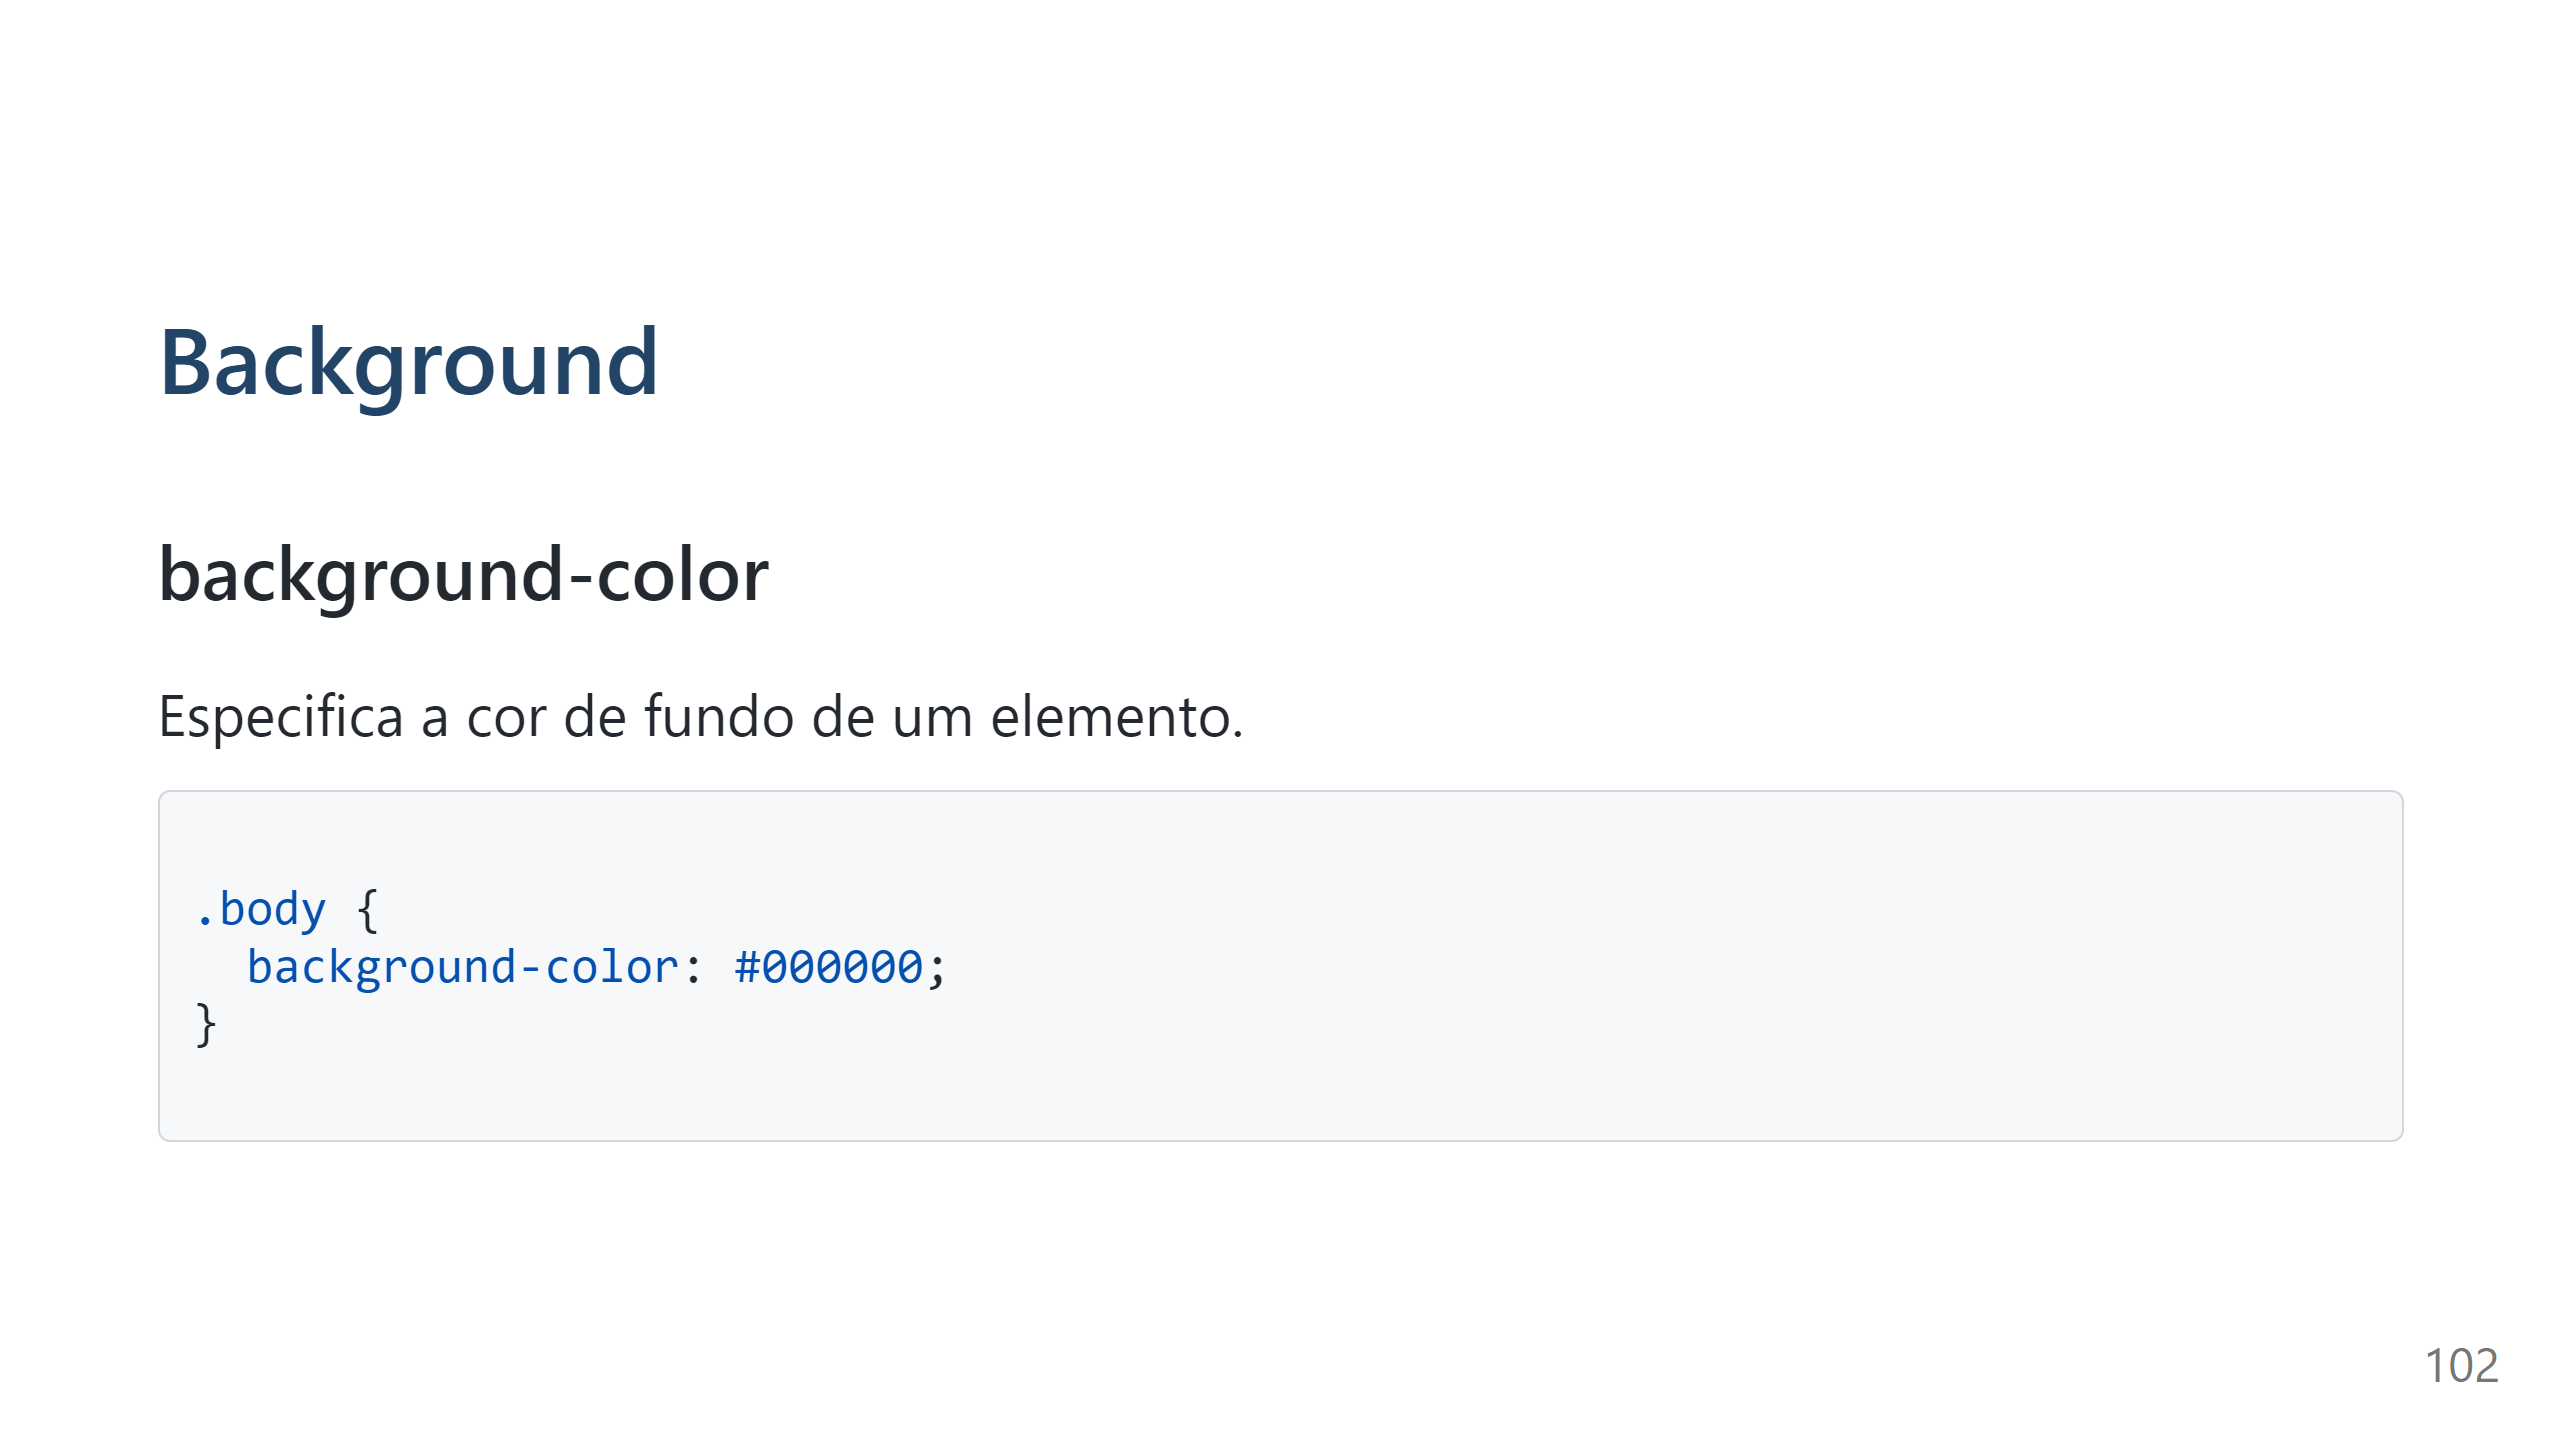 Background
background-color
Especifica a cor de fundo de um elemento.
.body {
  background-color: #000000;
}
102